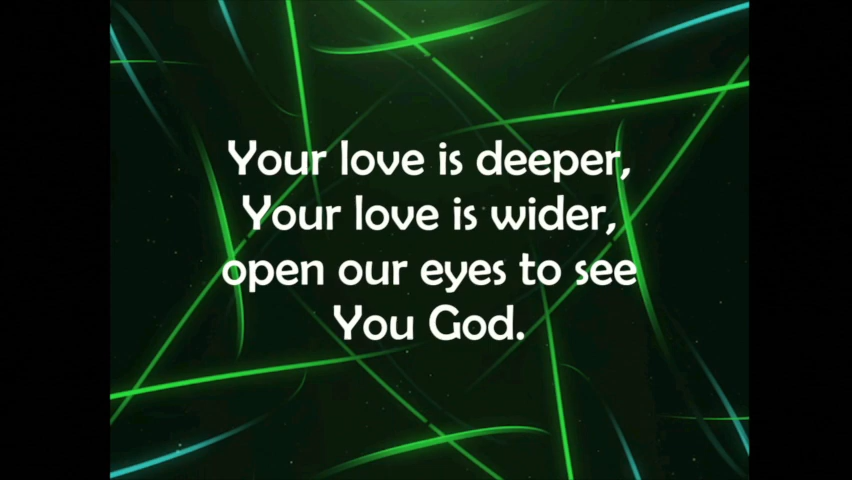 Your love is deeper,
Your love is wider,
open our eyes to see
You God.